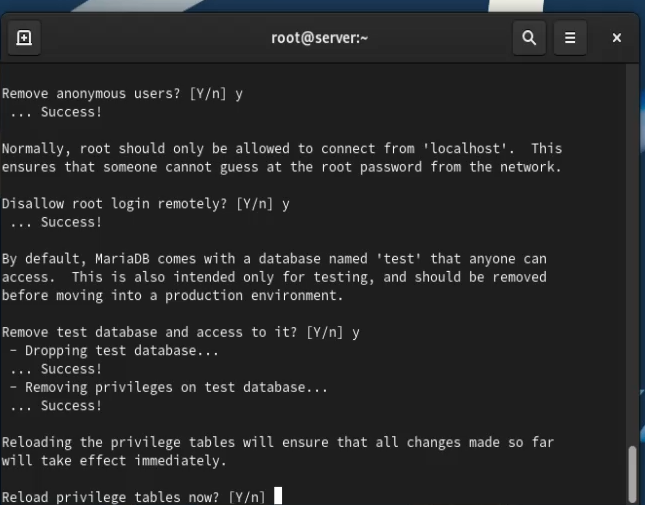 root@server:~
Remove anonymous users? [Y/n] y
 ... Success!
Normally, root should only be allowed to connect from 'localhost'.  This
ensures that someone cannot guess at the root password from the network.
Disallow root login remotely? [Y/n] y
 ... Success!
By default, MariaDB comes with a database named 'test' that anyone can
access.  This is also intended only for testing, and should be removed
before moving into a production environment.
Remove test database and access to it? [Y/n] y
 - Dropping test database...
 ... Success!
 - Removing privileges on test database...
 ... Success!
Reloading the privilege tables will ensure that all changes made so far
will take effect immediately.
Reload privilege tables now? [Y/n]